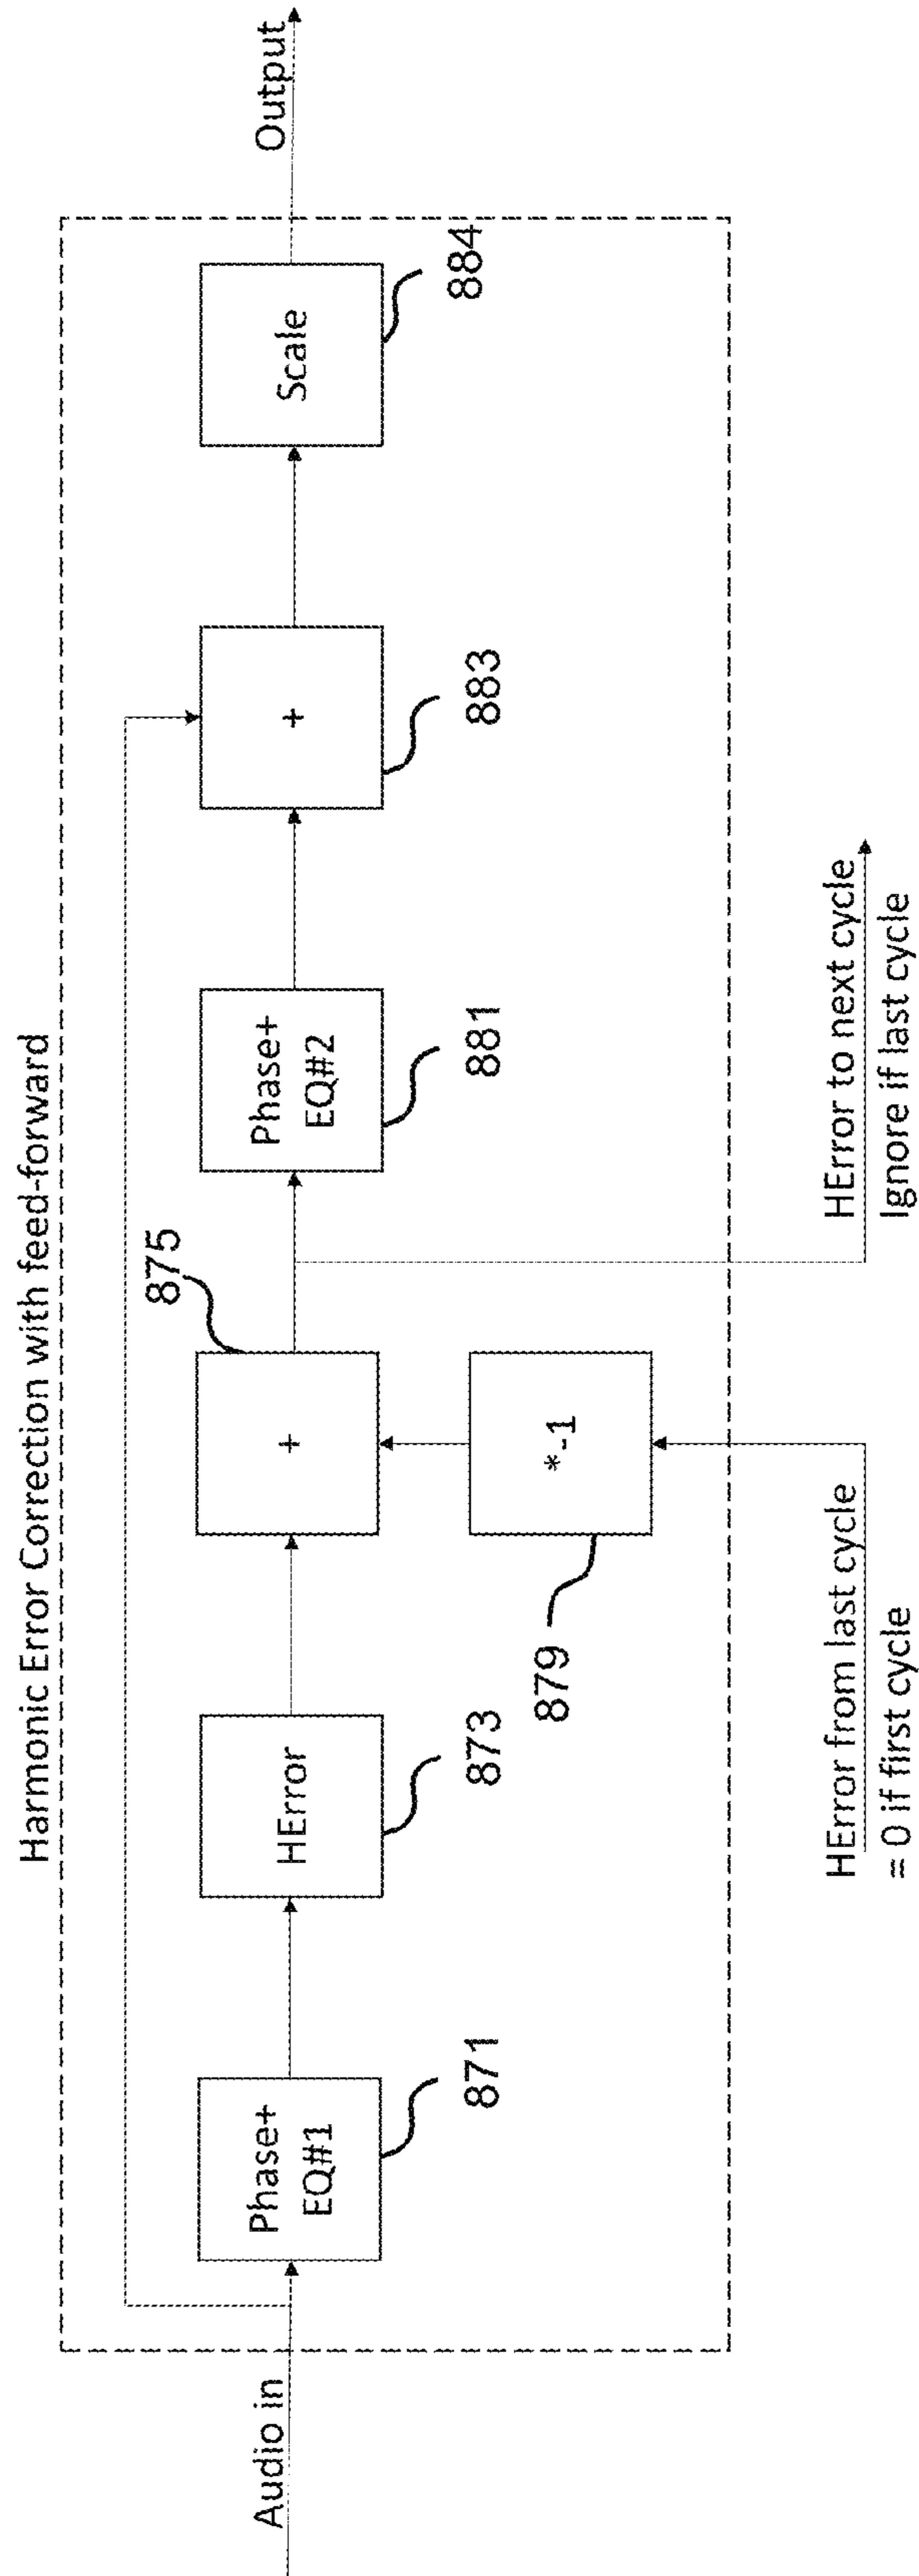 Harmonic Error Correction with feed-forward
Audio in
Phase+
EQ#1
871
HError
873
+
875
*-1
879
HError from last cycle
= 0 if first cycle
Phase+
EQ#2
881
HError to next cycle
Ignore if last cycle
+
883
Scale
884
Output